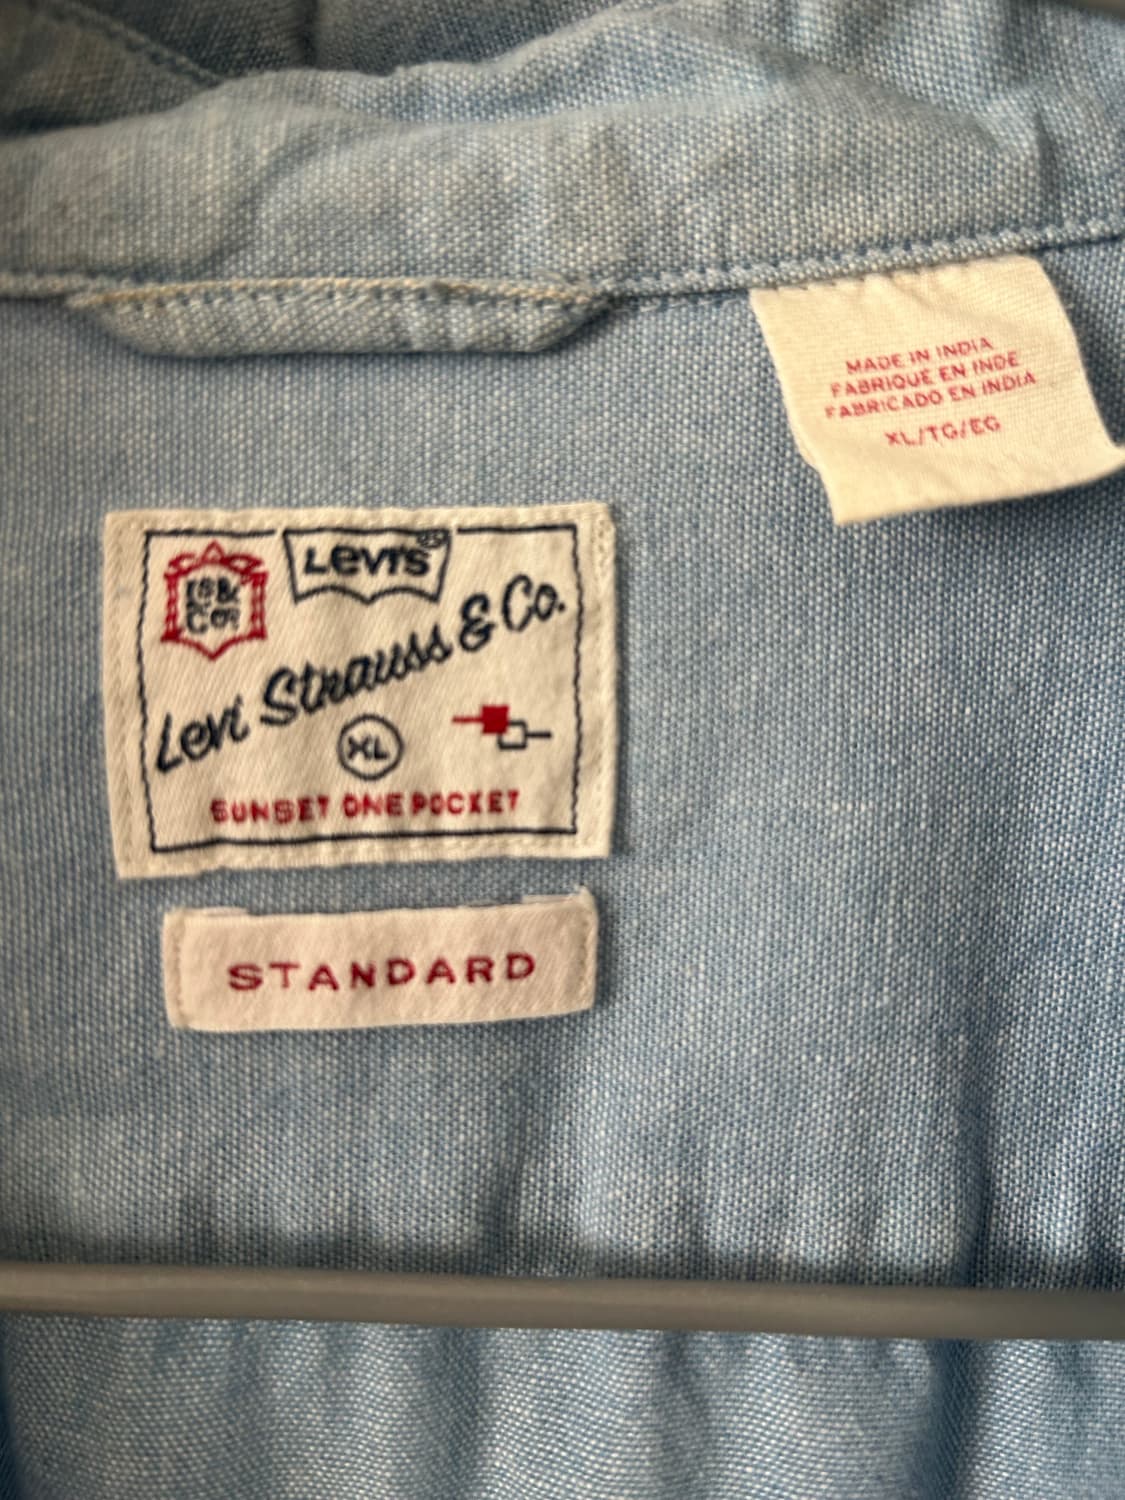 MADE IN INDIA
FABRIQUÉ EN INDE
FABRICADO EN INDIA
XL/TG/EG
LS&
Co
LEVI'S®
Levi Strauss & Co.
XL
SUNSET ONE POCKET
STANDARD